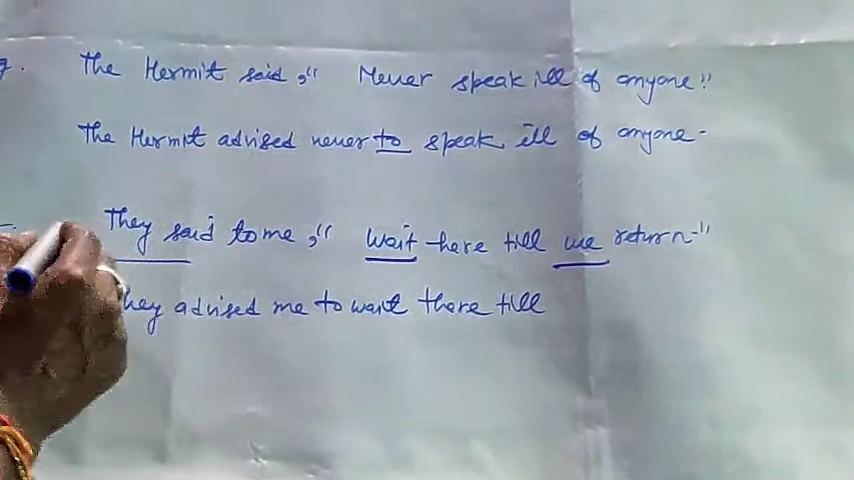 The Hermit said, " Never speak ill of anyone."
The Hermit advised never to speak ill of anyone.
They said to me, " Wait here till we return."
They advised me to wait there till